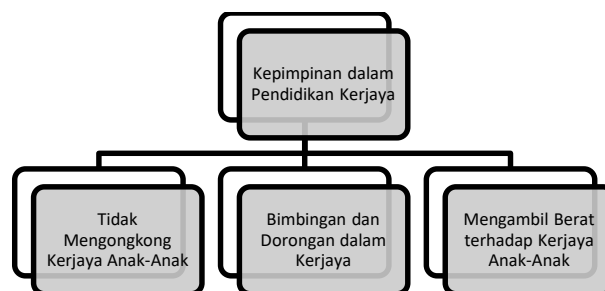 Kepimpinan dalam
Pendidikan Kerjaya
Tidak
Mengongkong
Kerjaya Anak-Anak
Bimbingan dan
Dorongan dalam
Kerjaya
Mengambil Berat
terhadap Kerjaya
Anak-Anak